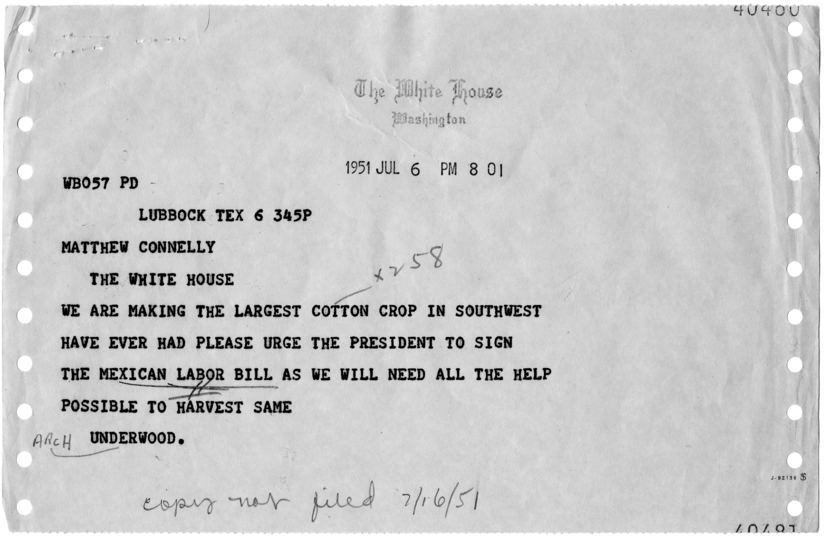 40480
The White House
Washington
1951 JUL 6 PM 8 01
WB057 PD
LUBBOCK TEX 6 345P
MATTHEW CONNELLY
THE WHITE HOUSE
x258
WE ARE MAKING THE LARGEST COTTON CROP IN SOUTHWEST
HAVE EVER HAD PLEASE URGE THE PRESIDENT TO SIGN
THE MEXICAN LABOR BILL AS WE WILL NEED ALL THE HELP
POSSIBLE TO HARVEST SAME
ARCH UNDERWOOD.
copy not filed 7/16/51
40481